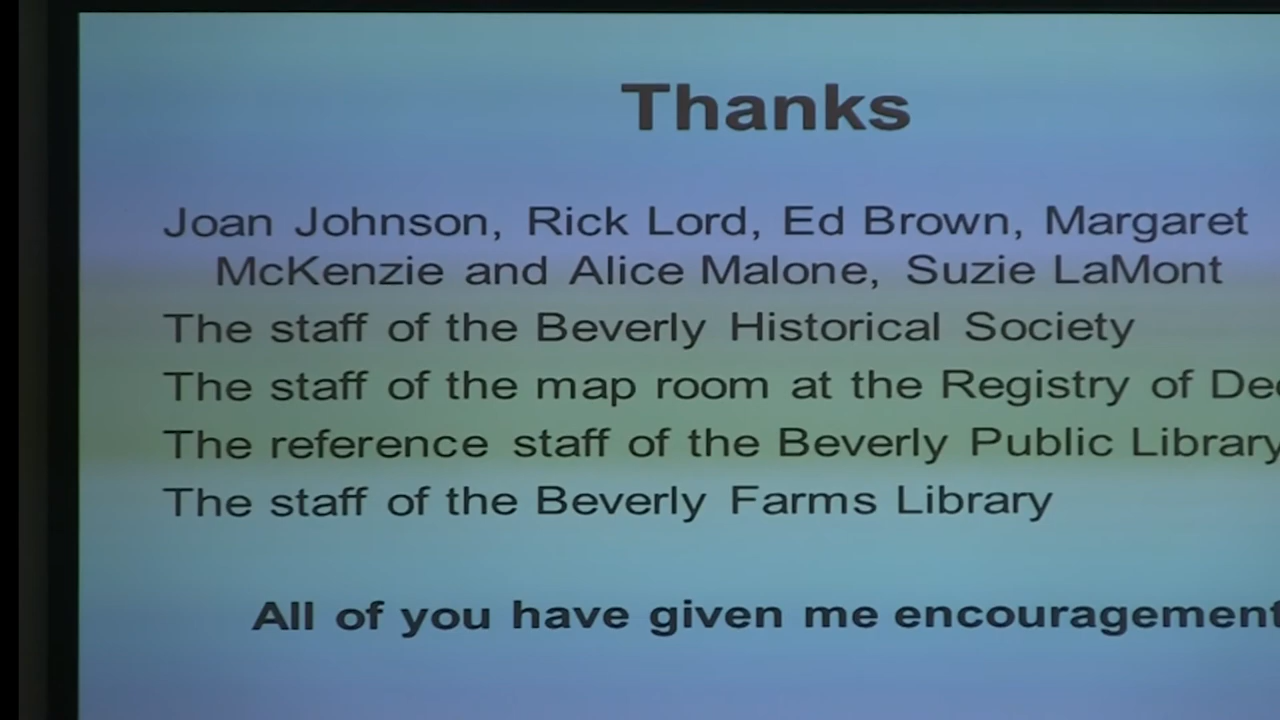 Thanks
Joan Johnson, Rick Lord, Ed Brown, Margaret
McKenzie and Alice Malone, Suzie LaMont
The staff of the Beverly Historical Society
The staff of the map room at the Registry of
The reference staff of the Beverly Public Library
The staff of the Beverly Farms Library
All of you have given me encouragement